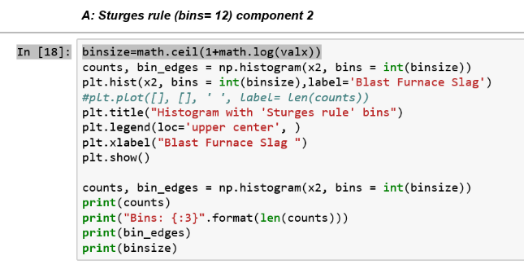 A: Sturges rule (bins= 12) component 2
In [18]: binsize=math.ceil(1+math.log(valx))
counts, bin_edges = np.histogram(x2, bins = int(binsize))
plt.hist(x2, bins = int(binsize),label='Blast Furnace Slag')
#plt.plot([], [], ' ', label= len(counts))
plt.title("Histogram with 'Sturges rule' bins")
plt.legend(loc='upper center', )
plt.xlabel("Blast Furnace Slag ")
plt.show()
counts, bin_edges = np.histogram(x2, bins = int(binsize))
print(counts)
print("Bins: {:3}".format(len(counts)))
print(bin_edges)
print(binsize)